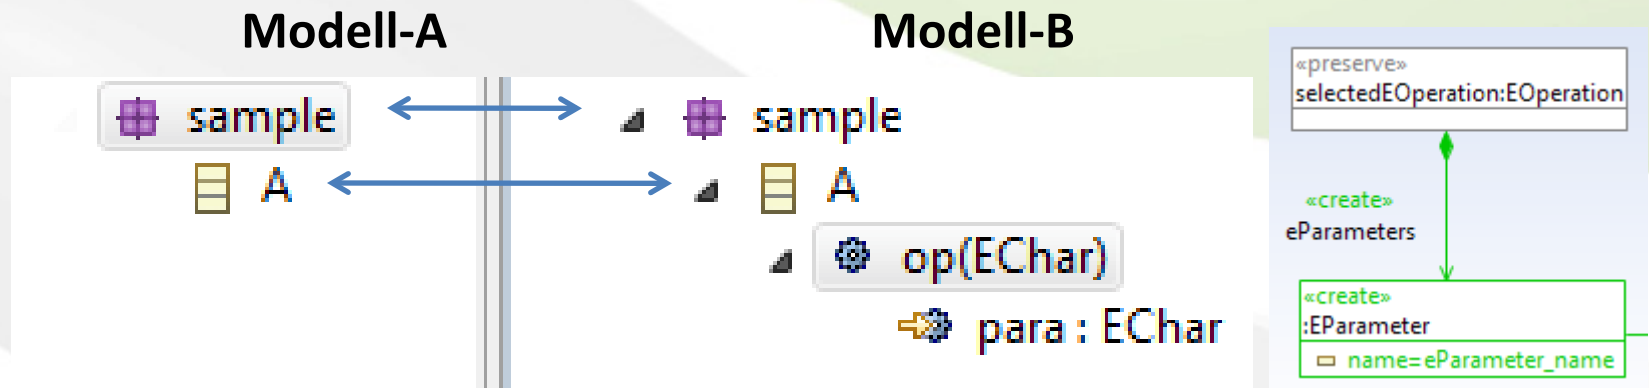 Modell-A
Modell-B
sample
sample
A
A
op(EChar)
para : EChar
«preserve»
selectedEOperation:EOperation
«create»
eParameters
«create»
:EParameter
name=eParameter_name